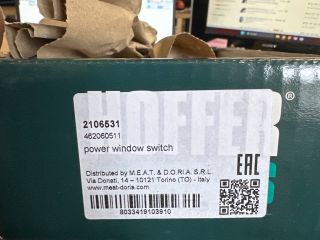 HOFFER®
2106531
462060511
power window switch
EAC
Distributed by M.E.A.T. & D.O.R.I.A. S.R.L.
Via Donati, 14 – 10121 Torino (TO) - Italy
www.meat-doria.com
8033419103910